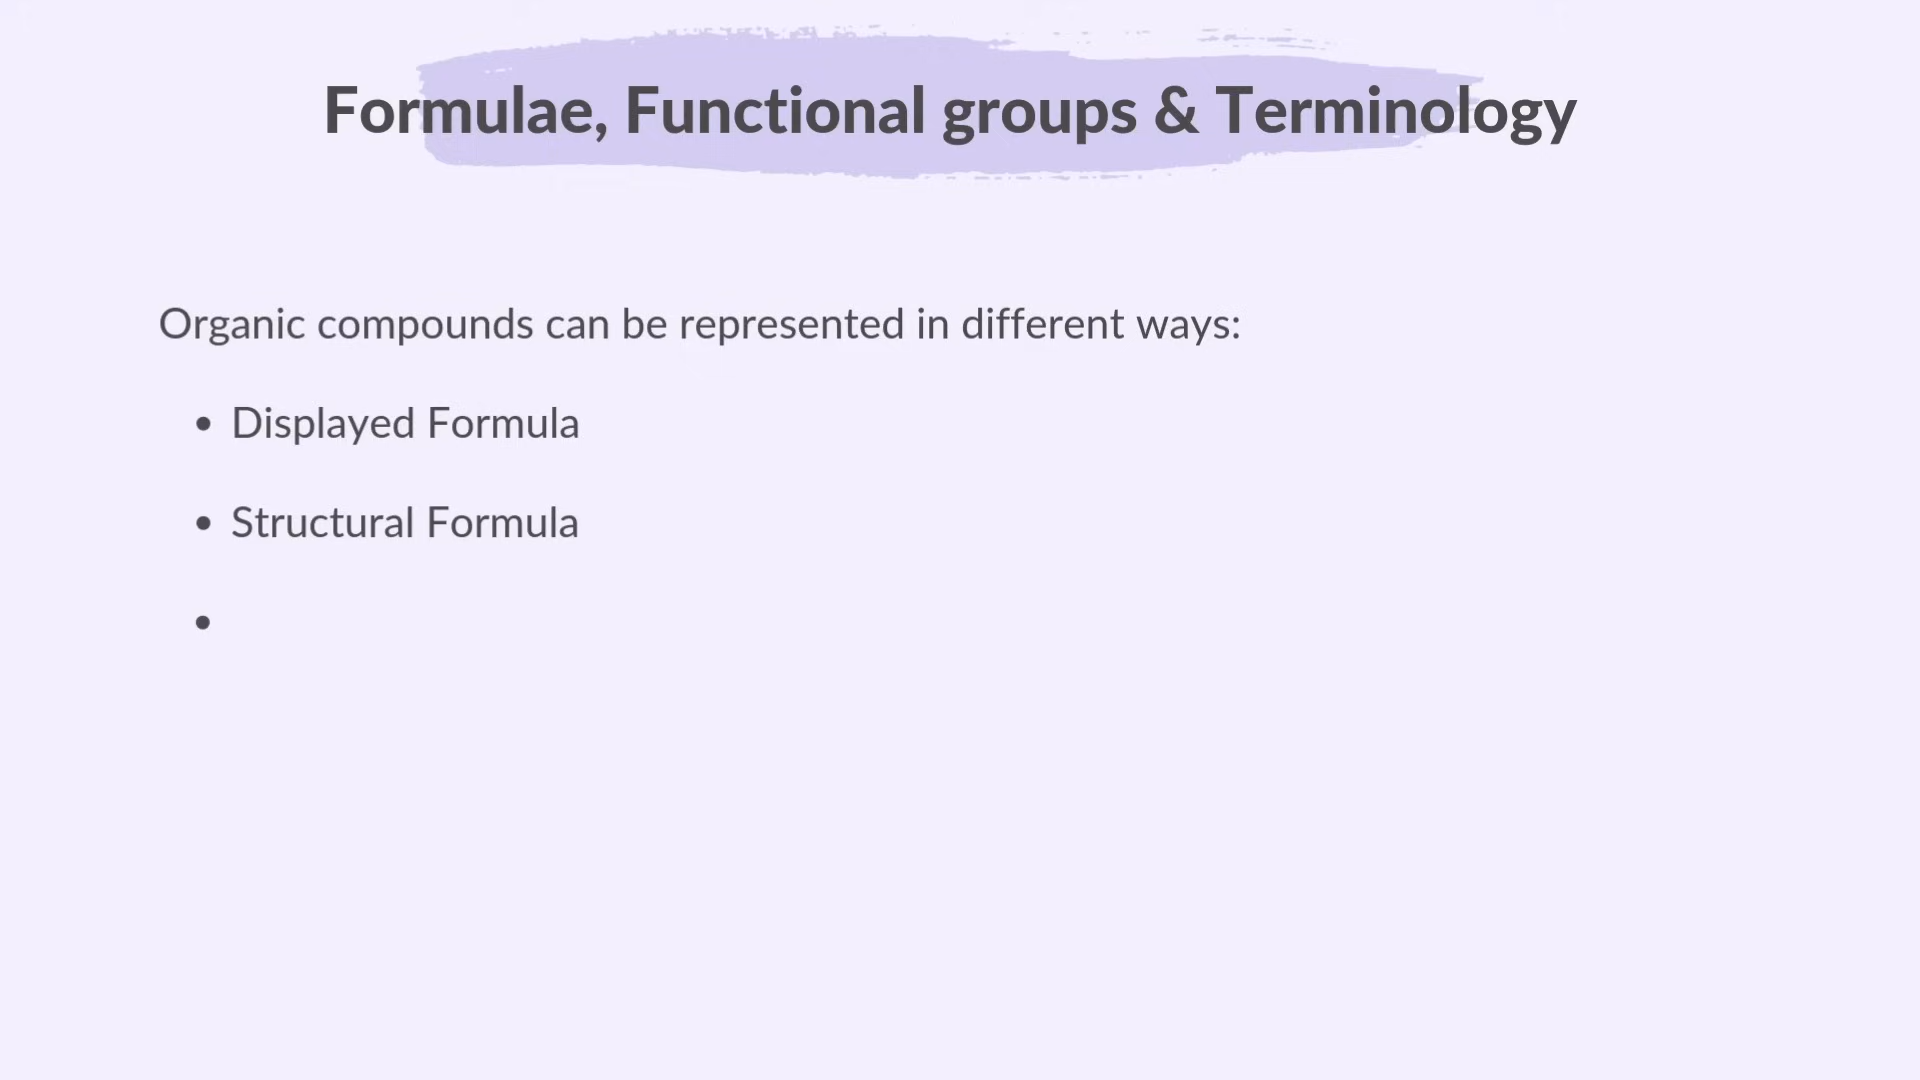 Formulae, Functional groups & Terminology
Organic compounds can be represented in different ways:
• Displayed Formula
• Structural Formula
•